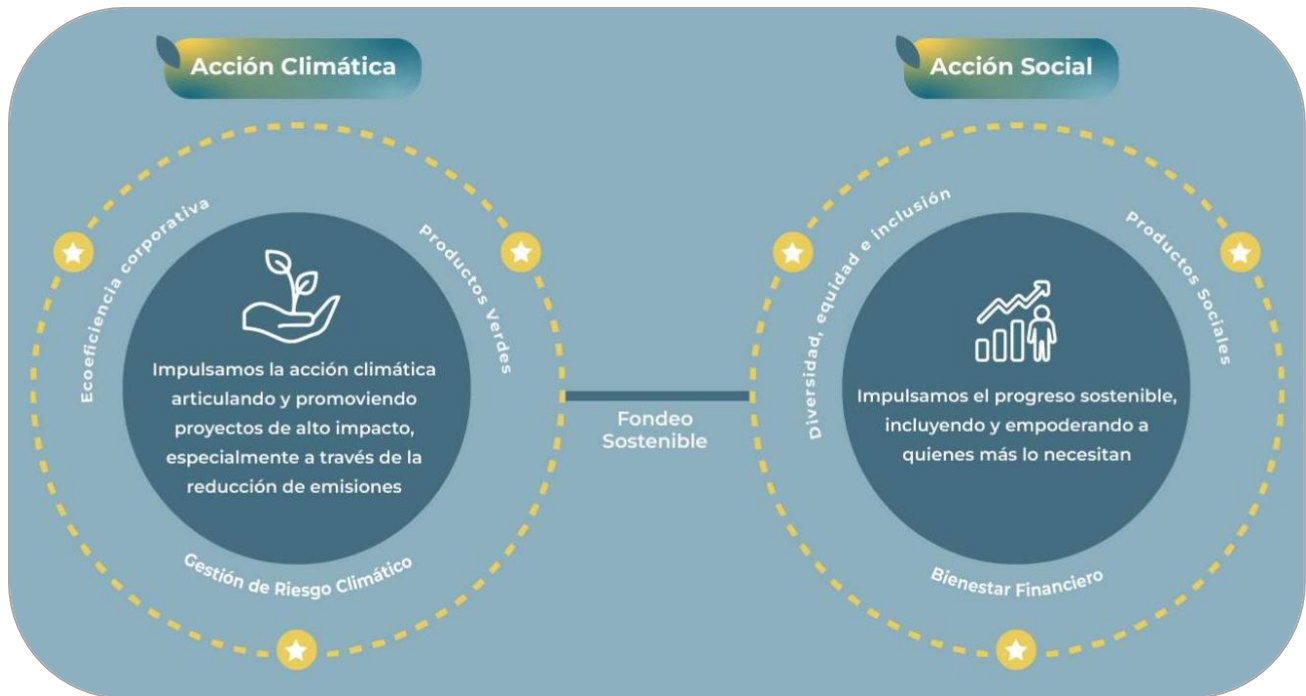 Acción Climática
Ecoeficiencia corporativa
Productos Verdes
Impulsamos la acción climática
articulando y promoviendo
proyectos de alto impacto,
especialmente a través de la
reducción de emisiones
Gestión de Riesgo Climático
Fondeo
Sostenible
Acción Social
Diversidad, equidad e inclusión
Productos Sociales
Impulsamos el progreso sostenible,
incluyendo y empoderando a
quienes más lo necesitan
Bienestar Financiero